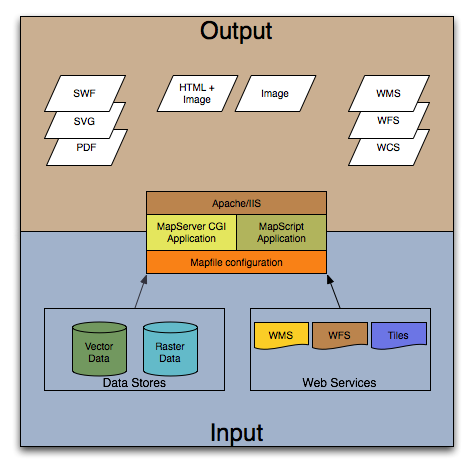 Output
SWF
SVG
PDF
HTML +
Image
Image
WMS
WFS
WCS
Apache/IIS
MapServer CGI
Application
MapScript
Application
Mapfile configuration
Vector
Data
Raster
Data
Data Stores
WMS
WFS
Tiles
Web Services
Input